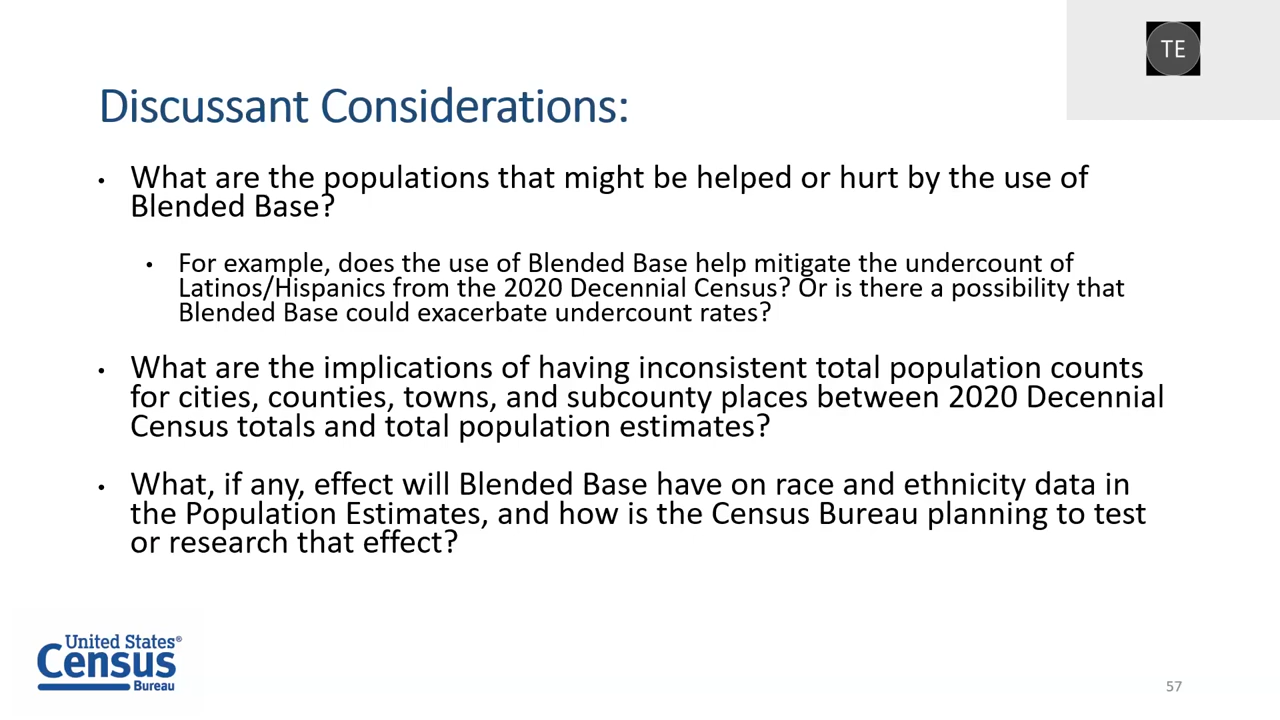 TE
Discussant Considerations:
• What are the populations that might be helped or hurt by the use of
Blended Base?
• For example, does the use of Blended Base help mitigate the undercount of
Latinos/Hispanics from the 2020 Decennial Census? Or is there a possibility that
Blended Base could exacerbate undercount rates?
• What are the implications of having inconsistent total population counts
for cities, counties, towns, and subcounty places between 2020 Decennial
Census totals and total population estimates?
• What, if any, effect will Blended Base have on race and ethnicity data in
the Population Estimates, and how is the Census Bureau planning to test
or research that effect?
United States®
Census
Bureau
57